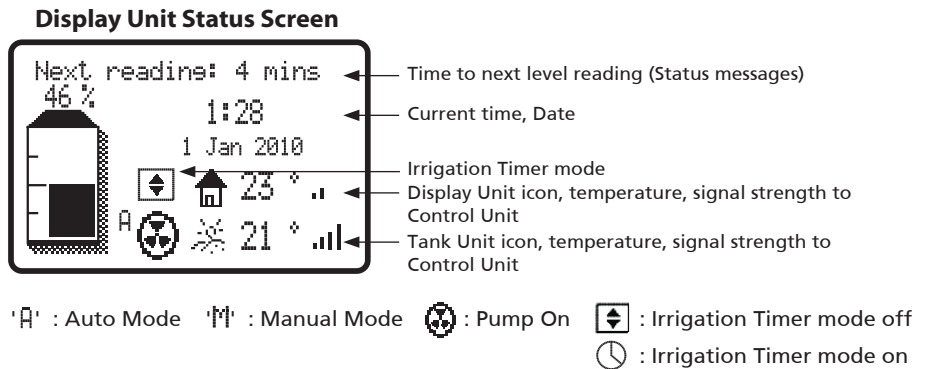 Display Unit Status Screen
Next reading: 4 mins
Time to next level reading (Status messages)
46 %
1:28
Current time, Date
1 Jan 2010
Irrigation Timer mode
23 °
Display Unit icon, temperature, signal strength to
Control Unit
A
21 °
Tank Unit icon, temperature, signal strength to
Control Unit
'A' : Auto Mode 'M' : Manual Mode : Pump On : Irrigation Timer mode off
: Irrigation Timer mode on